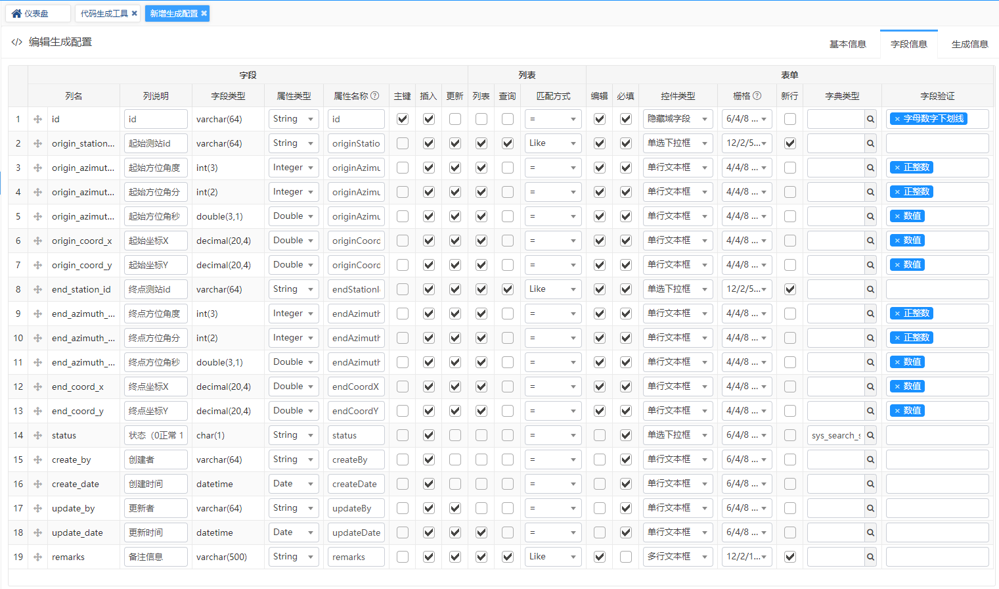 仪表盘 代码生成工具 新增生成配置
编辑生成配置 基本信息 字段信息 生成信息
字段 列表 表单
列名 列说明 字段类型 属性类型 属性名称 主键 插入 更新 列表 查询 匹配方式 编辑 必填 控件类型 栅格 新行 字典类型 字段验证
1 id id varchar(64) String id = 隐藏域字段 6/4/8 ... × 字母数字下划线
2 origin_station... 起始测站id varchar(64) String originStatio Like 单选下拉框 12/2/5...
3 origin_azimut... 起始方位角度 int(3) Integer originAzimu = 单行文本框 4/4/8 ... × 正整数
4 origin_azimut... 起始方位角分 int(2) Integer originAzimu = 单行文本框 4/4/8 ... × 正整数
5 origin_azimut... 起始方位角秒 double(3,1) Double originAzimu = 单行文本框 4/4/8 ... × 数值
6 origin_coord_x 起始坐标X decimal(20,4) Double originCoord = 单行文本框 4/4/8 ... × 数值
7 origin_coord_y 起始坐标Y decimal(20,4) Double originCoord = 单行文本框 4/4/8 ... × 数值
8 end_station_id 终点测站id varchar(64) String endStationI Like 单选下拉框 12/2/5...
9 end_azimuth_... 终点方位角度 int(3) Integer endAzimuth = 单行文本框 4/4/8 ... × 正整数
10 end_azimuth_... 终点方位角分 int(2) Integer endAzimuth = 单行文本框 4/4/8 ... × 正整数
11 end_azimuth_... 终点方位角秒 double(3,1) Double endAzimuth = 单行文本框 4/4/8 ... × 数值
12 end_coord_x 终点坐标X decimal(20,4) Double endCoordX = 单行文本框 4/4/8 ... × 数值
13 end_coord_y 终点坐标Y decimal(20,4) Double endCoordY = 单行文本框 4/4/8 ... × 数值
14 status 状态（0正常 1 char(1) String status = 单选下拉框 6/4/8 ... sys_search_s
15 create_by 创建者 varchar(64) String createBy = 单行文本框 6/4/8 ...
16 create_date 创建时间 datetime Date createDate = 单行文本框 6/4/8 ...
17 update_by 更新者 varchar(64) String updateBy = 单行文本框 6/4/8 ...
18 update_date 更新时间 datetime Date updateDate = 单行文本框 6/4/8 ...
19 remarks 备注信息 varchar(500) String remarks Like 多行文本框 12/2/1...